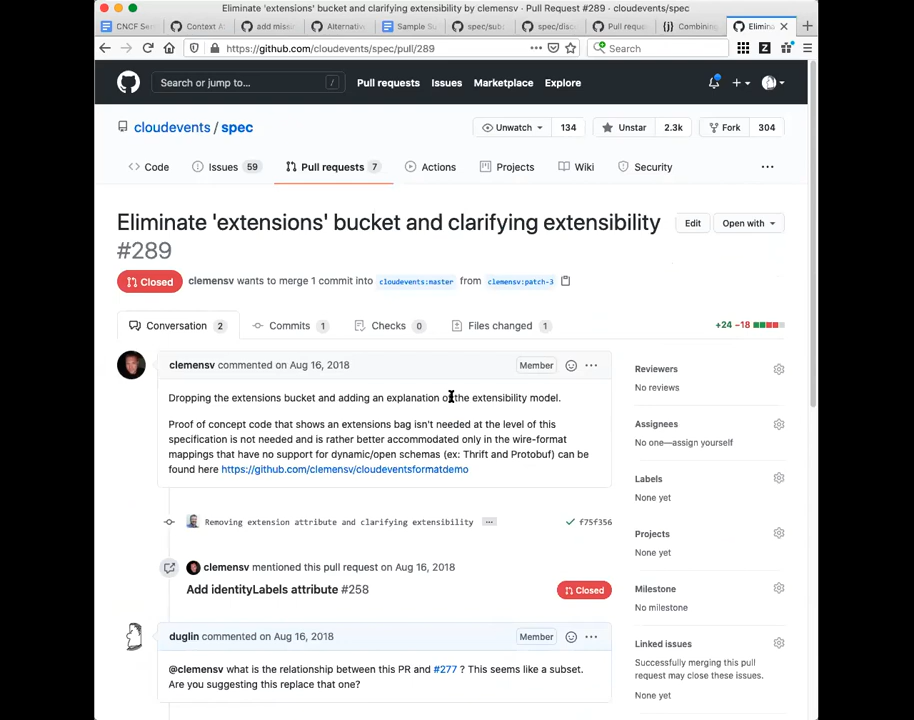 Eliminate 'extensions' bucket and clarifying extensibility by clemensv · Pull Request #289 · cloudevents/spec
CNCF Ser
Context A
add miss
Alternativ
Sample Su
spec/sub
spec/disc
Pull reque
Combining
Elimina
https://github.com/cloudevents/spec/pull/289
Search
Search or jump to...
/
Pull requests
Issues
Marketplace
Explore
cloudevents / spec
Unwatch
134
Unstar
2.3k
Fork
304
Code
Issues 59
Pull requests 7
Actions
Projects
Wiki
Security
Eliminate 'extensions' bucket and clarifying extensibility
#289
Edit
Open with
Closed
clemensv wants to merge 1 commit into cloudevents:master from clemensv:patch-3
Conversation 2
Commits 1
Checks 0
Files changed 1
+24 −18
clemensv commented on Aug 16, 2018
Member
Dropping the extensions bucket and adding an explanation of the extensibility model.
Proof of concept code that shows an extensions bag isn't needed at the level of this
specification is not needed and is rather better accommodated only in the wire-format
mappings that have no support for dynamic/open schemas (ex: Thrift and Protobuf) can be
found here https://github.com/clemensv/cloudeventsformatdemo
Removing extension attribute and clarifying extensibility
f75f356
clemensv mentioned this pull request on Aug 16, 2018
Add identityLabels attribute #258
Closed
duglin commented on Aug 16, 2018
Member
@clemensv what is the relationship between this PR and #277 ? This seems like a subset.
Are you suggesting this replace that one?
Reviewers
No reviews
Assignees
No one—assign yourself
Labels
None yet
Projects
None yet
Milestone
No milestone
Linked issues
Successfully merging this pull
request may close these issues.
None yet